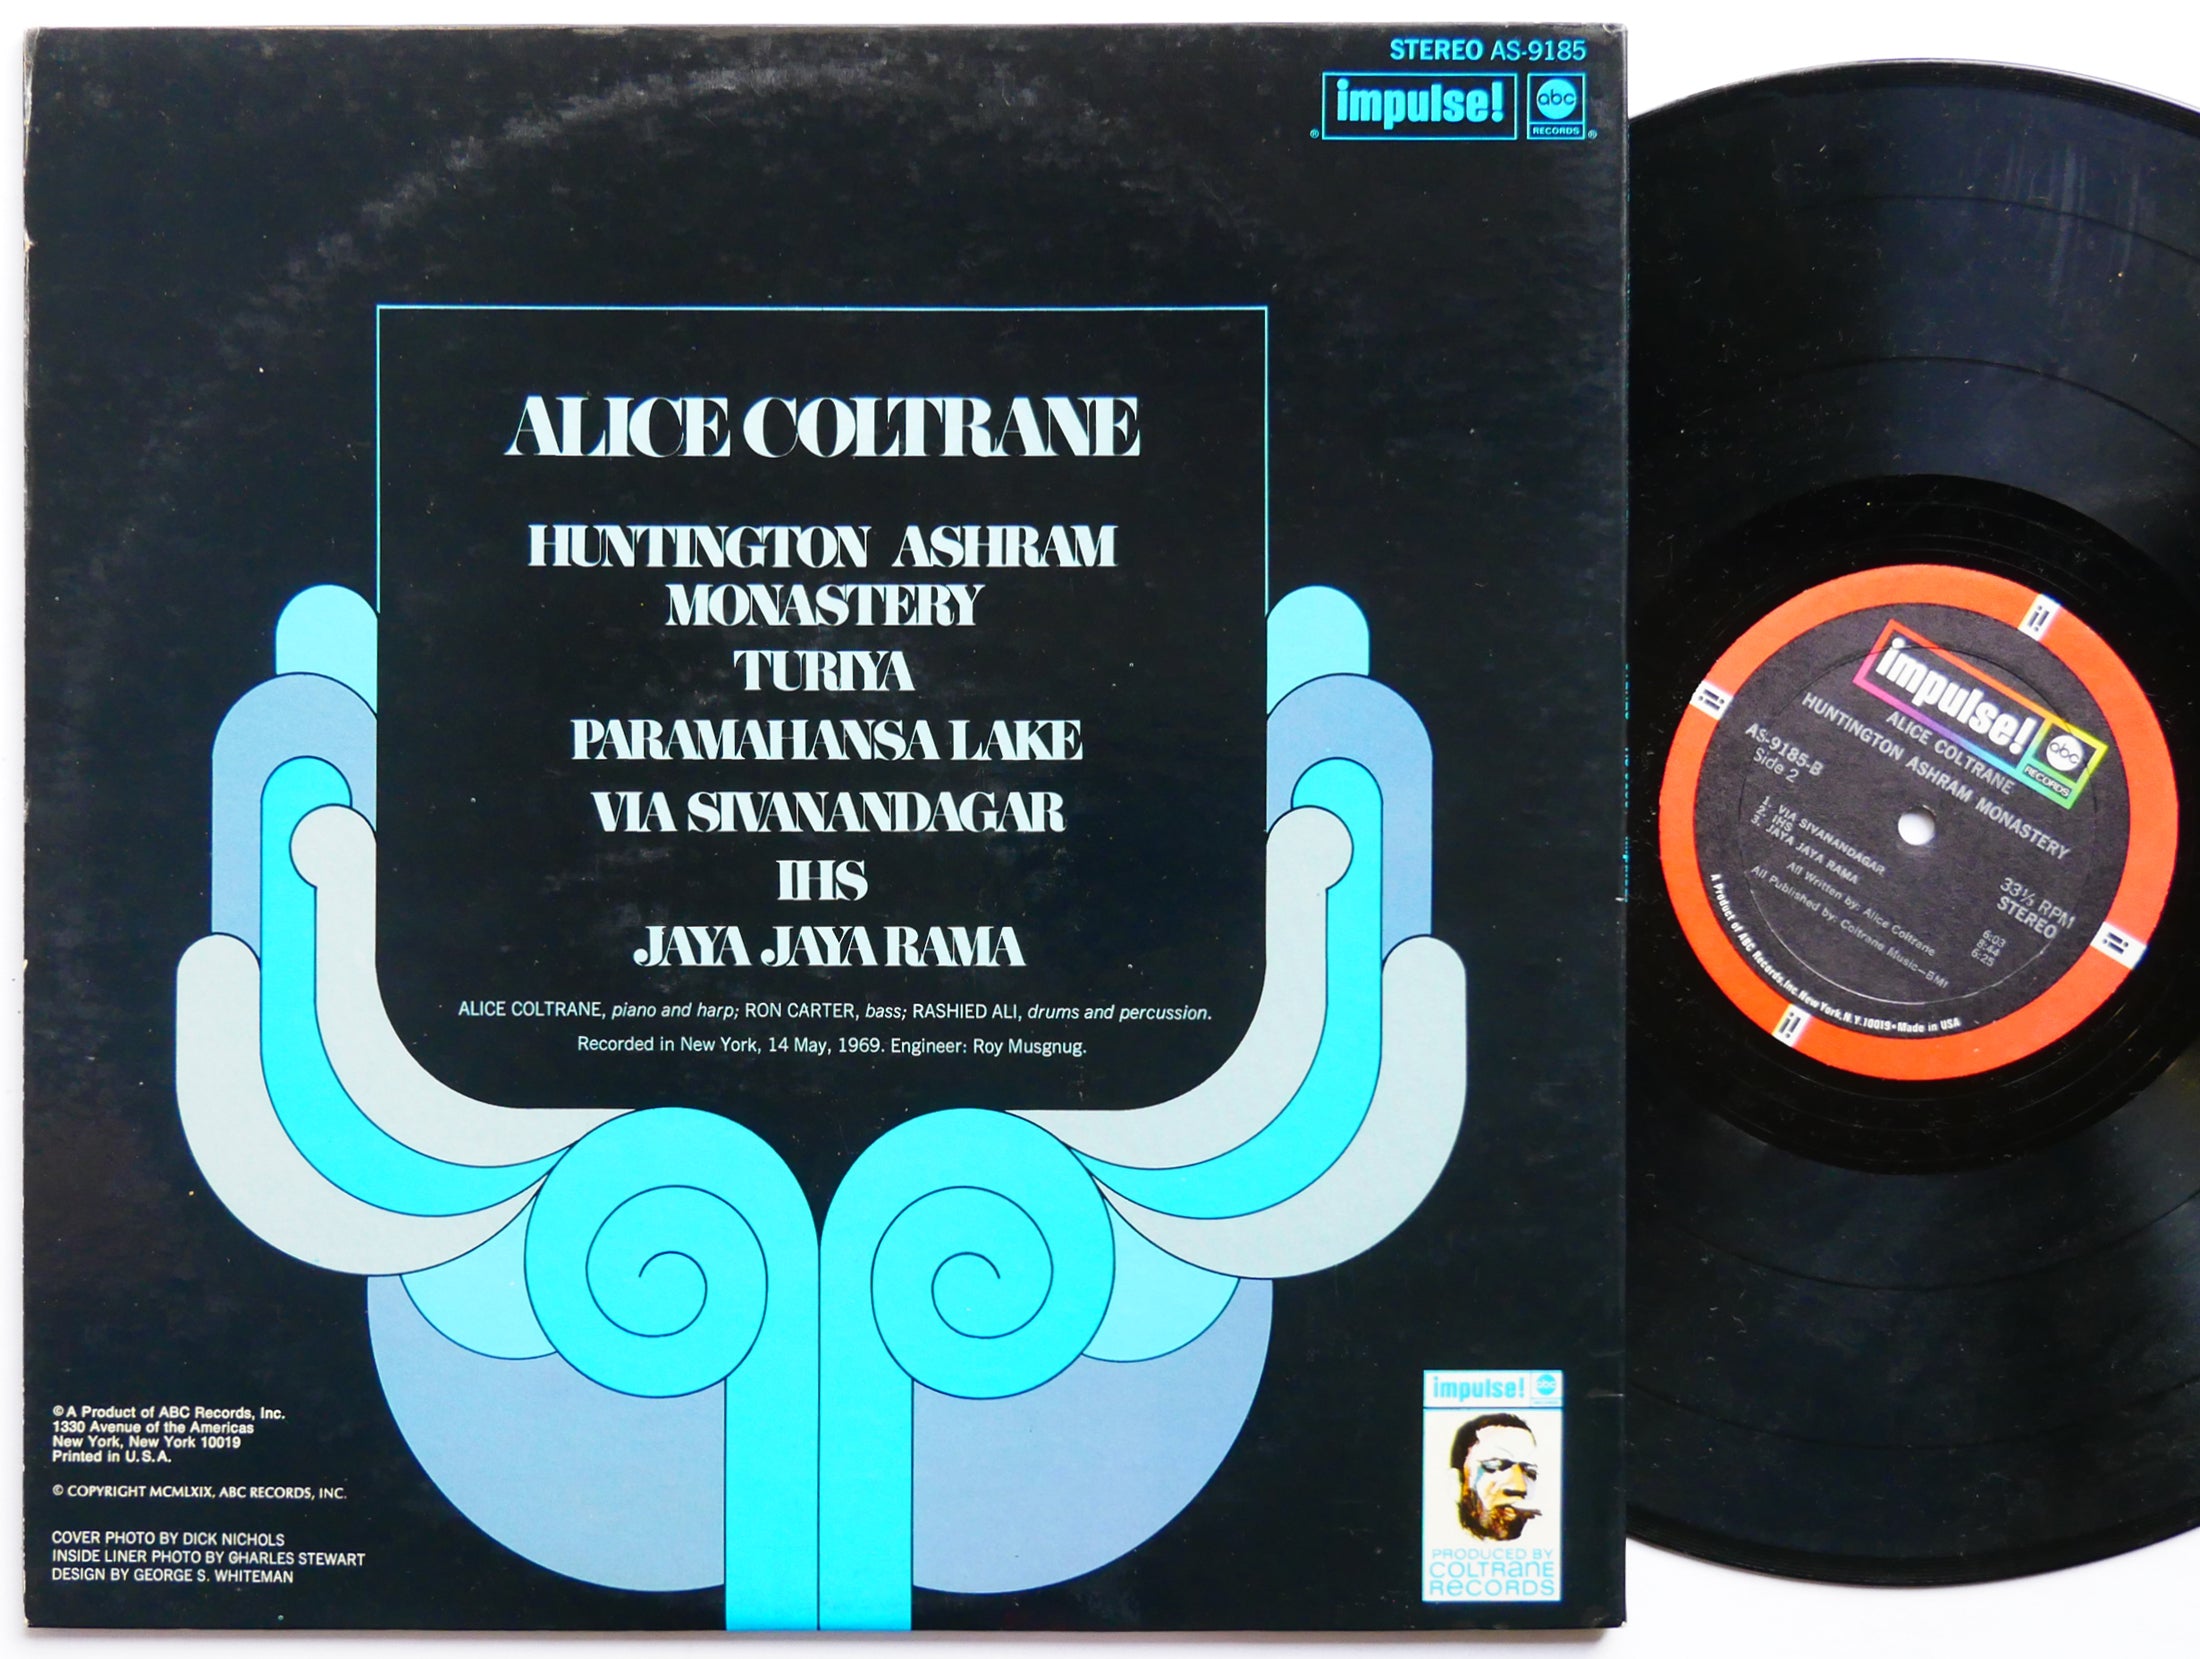 STEREO AS-9185
impulse!
abc
RECORDS
ALICE COLTRANE
HUNTINGTON ASHRAM
MONASTERY
TURIYA
PARAMAHANSA LAKE
VIA SIVANANDAGAR
IHS
JAYA JAYA RAMA
ALICE COLTRANE, piano and harp; RON CARTER, bass; RASHIED ALI, drums and percussion.
Recorded in New York, 14 May, 1969. Engineer: Roy Musgnug.
© A Product of ABC Records, Inc.
1330 Avenue of the Americas
New York, New York 10019
Printed in U.S.A.
© COPYRIGHT MCMLXIX, ABC RECORDS, INC.
COVER PHOTO BY DICK NICHOLS
INSIDE LINER PHOTO BY CHARLES STEWART
DESIGN BY GEORGE S. WHITEMAN
impulse!
abc
PRODUCED BY
COLTRANE
RECORDS
i!
i!
i!
i!
impulse!
abc
RECORDS
ALICE COLTRANE
HUNTINGTON ASHRAM MONASTERY
AS-9185-B
Side 2
33⅓ RPM
STEREO
1. VIA SIVANANDAGAR 6:03
2. IHS 8:44
3. JAYA JAYA RAMA 6:25
All Written by: Alice Coltrane
All Published by: Coltrane Music—BMI
A Product of ABC Records, Inc. New York, N.Y. 10019 • Made in USA